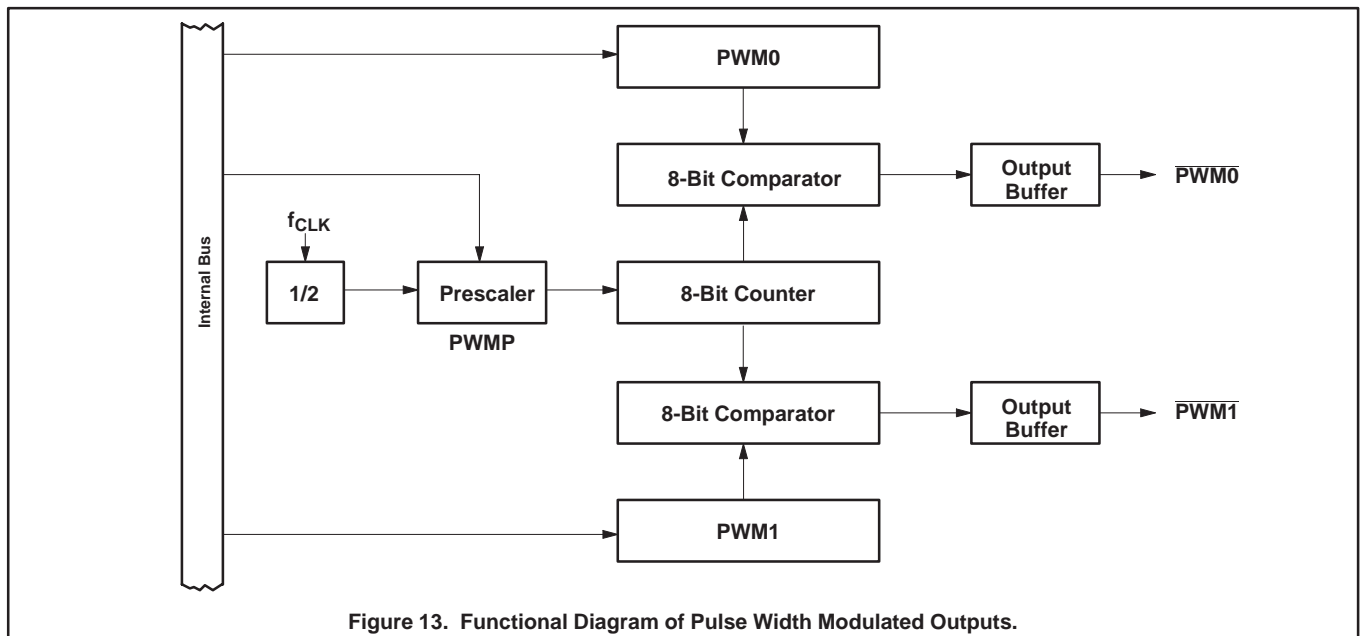 PWM0
8-Bit Comparator
Output
Buffer
PWM0
Internal Bus
fCLK
1/2
Prescaler
PWMP
8-Bit Counter
8-Bit Comparator
Output
Buffer
PWM1
PWM1
Figure 13. Functional Diagram of Pulse Width Modulated Outputs.